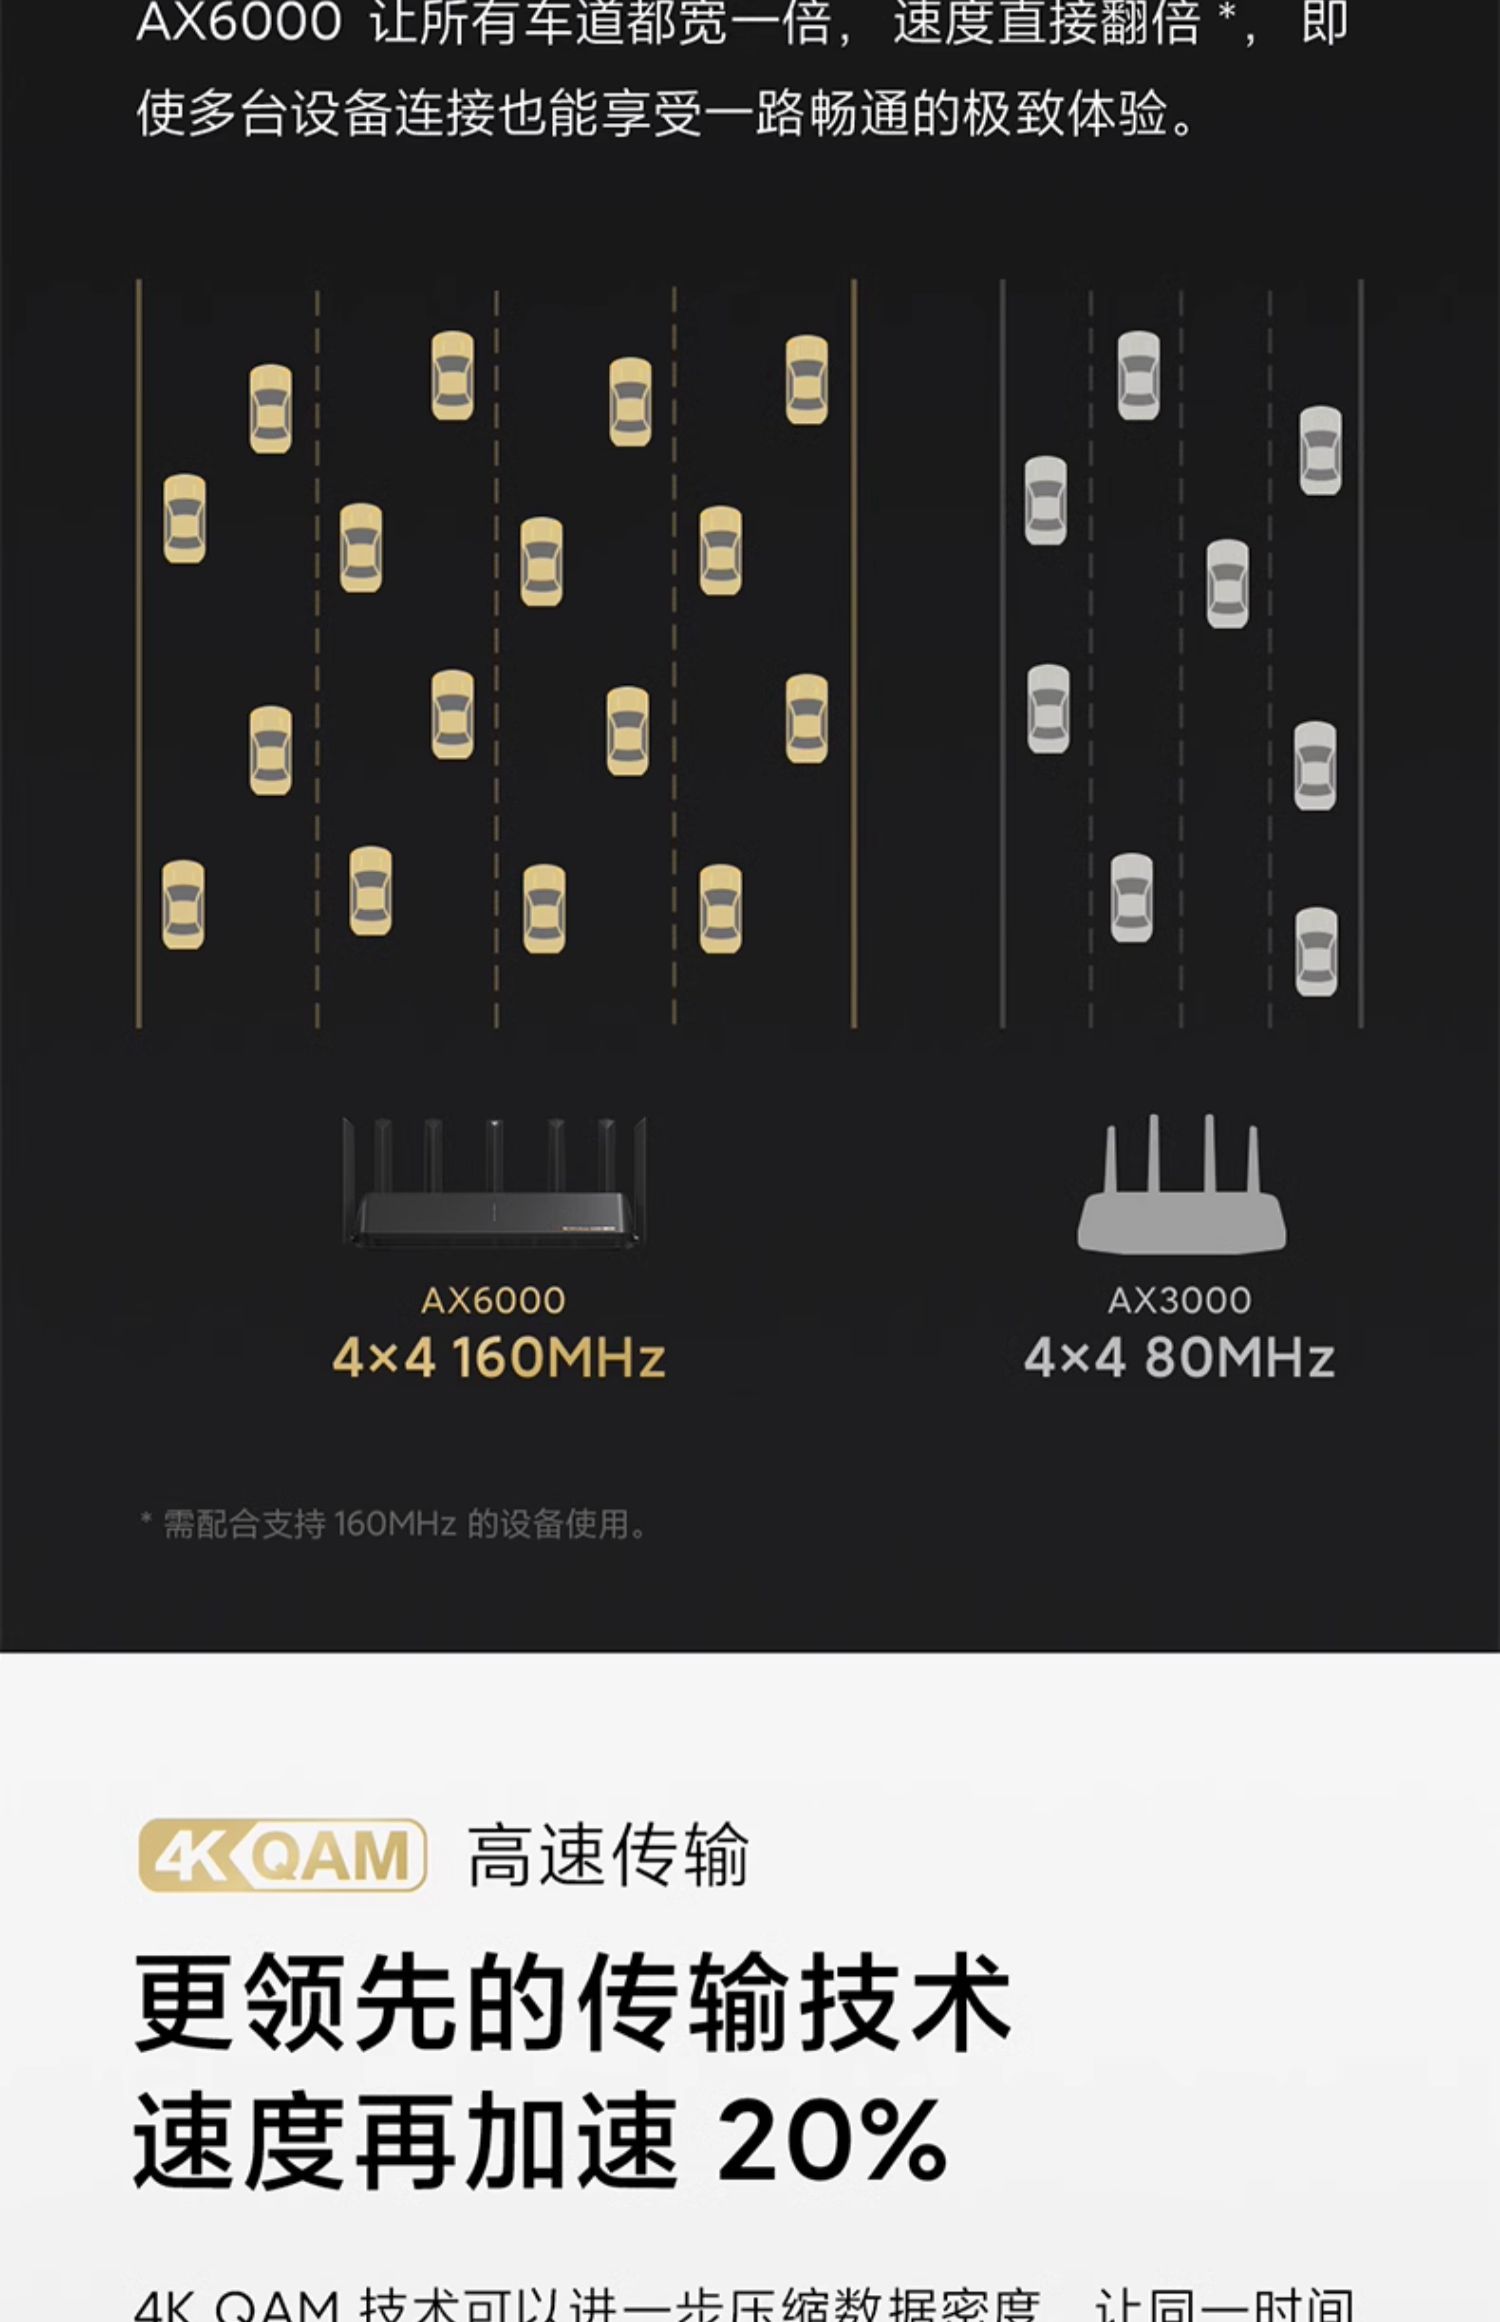 AX6000 让所有车道都宽一倍，速度直接翻倍 *，即
使多台设备连接也能享受一路畅通的极致体验。
AX6000
4×4 160MHz
AX3000
4×4 80MHz
* 需配合支持 160MHz 的设备使用。
4K QAM 高速传输
更领先的传输技术
速度再加速 20%
4K QAM 技术可以进一步压缩数据密度，让同一时间